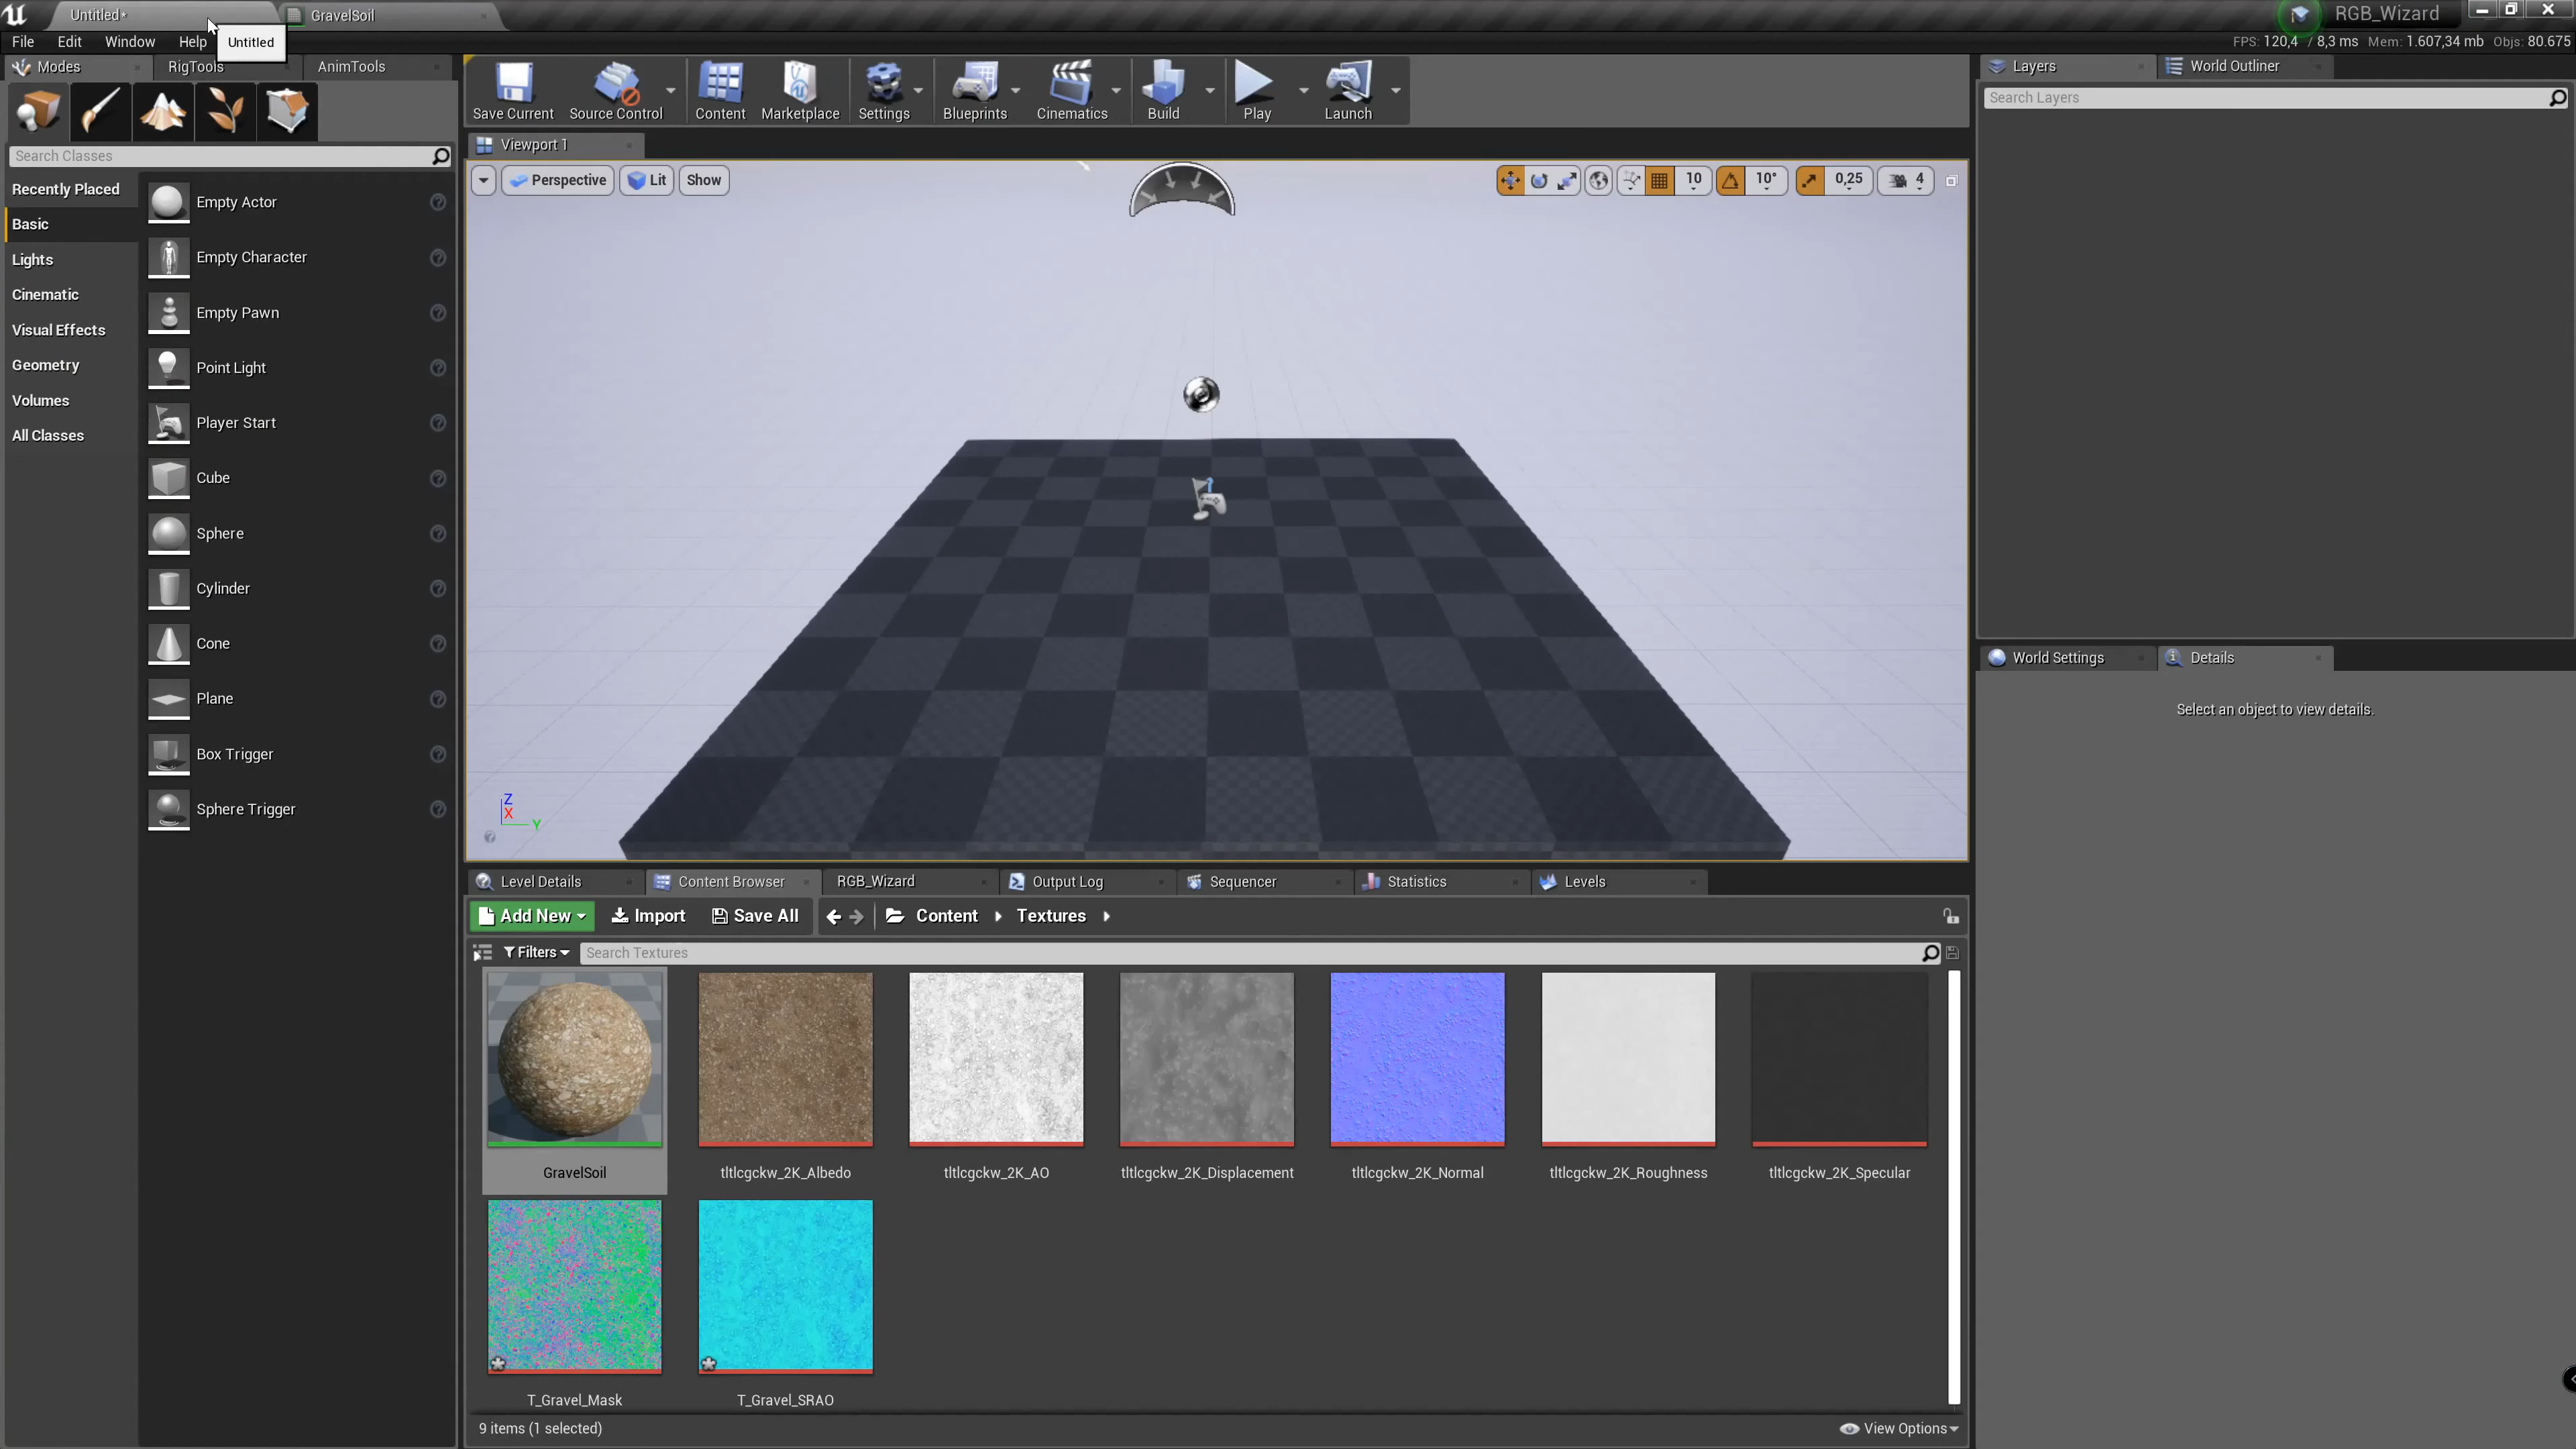 Untitled*
GravelSoil
RGB_Wizard
File Edit Window Help
Untitled
FPS: 120,4 / 8,3 ms Mem: 1.607,34 mb Objs: 80.675
Modes
RigTools
AnimTools
Save Current
Source Control
Content
Marketplace
Settings
Blueprints
Cinematics
Build
Play
Launch
Layers
World Outliner
Search Layers
Search Classes
Viewport 1
Perspective
Lit
Show
10
10°
0,25
4
Recently Placed
Basic
Lights
Cinematic
Visual Effects
Geometry
Volumes
All Classes
Empty Actor
Empty Character
Empty Pawn
Point Light
Player Start
Cube
Sphere
Cylinder
Cone
Plane
Box Trigger
Sphere Trigger
Z
X
Y
World Settings
Details
Select an object to view details.
Level Details
Content Browser
RGB_Wizard
Output Log
Sequencer
Statistics
Levels
Add New
Import
Save All
Content
Textures
Filters
Search Textures
GravelSoil
tltlcgckw_2K_Albedo
tltlcgckw_2K_AO
tltlcgckw_2K_Displacement
tltlcgckw_2K_Normal
tltlcgckw_2K_Roughness
tltlcgckw_2K_Specular
T_Gravel_Mask
T_Gravel_SRAO
9 items (1 selected)
View Options